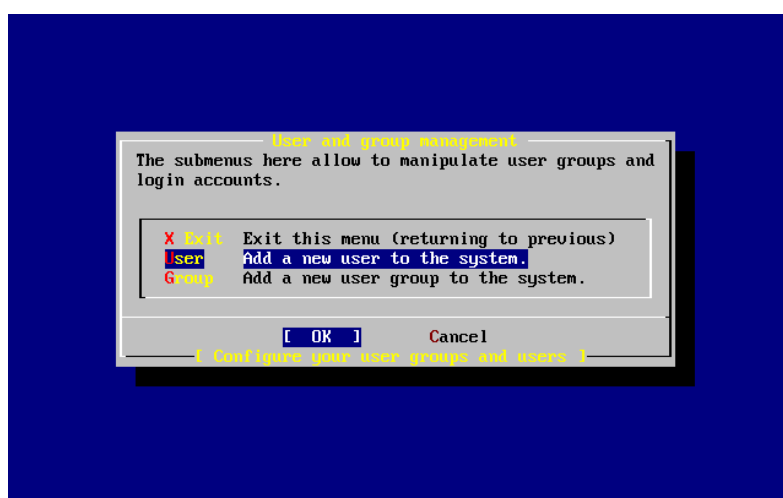 User and group management
The submenus here allow to manipulate user groups and
login accounts.
X Exit Exit this menu (returning to previous)
User Add a new user to the system.
Group Add a new user group to the system.
[ OK ] Cancel
[ Configure your user groups and users ]